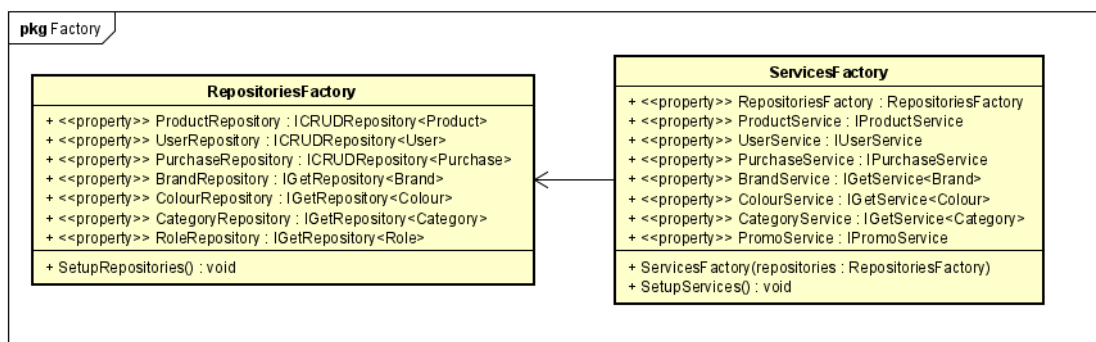 pkg Factory
RepositoriesFactory
+ <<property>> ProductRepository : ICRUDRepository<Product>
+ <<property>> UserRepository : ICRUDRepository<User>
+ <<property>> PurchaseRepository : ICRUDRepository<Purchase>
+ <<property>> BrandRepository : IGetRepository<Brand>
+ <<property>> ColourRepository : IGetRepository<Colour>
+ <<property>> CategoryRepository : IGetRepository<Category>
+ <<property>> RoleRepository : IGetRepository<Role>
+ SetupRepositories() : void
ServicesFactory
+ <<property>> RepositoriesFactory : RepositoriesFactory
+ <<property>> ProductService : IProductService
+ <<property>> UserService : IUserService
+ <<property>> PurchaseService : IPurchaseService
+ <<property>> BrandService : IGetService<Brand>
+ <<property>> ColourService : IGetService<Colour>
+ <<property>> CategoryService : IGetService<Category>
+ <<property>> PromoService : IPromoService
+ ServicesFactory(repositories : RepositoriesFactory)
+ SetupServices() : void